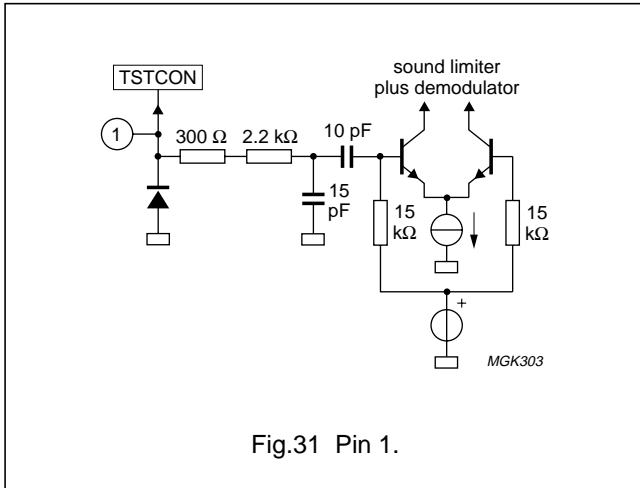 TSTCON
sound limiter
plus demodulator
1
300 Ω
2.2 kΩ
10 pF
15
pF
15
kΩ
15
kΩ
+
MGK303
Fig.31 Pin 1.